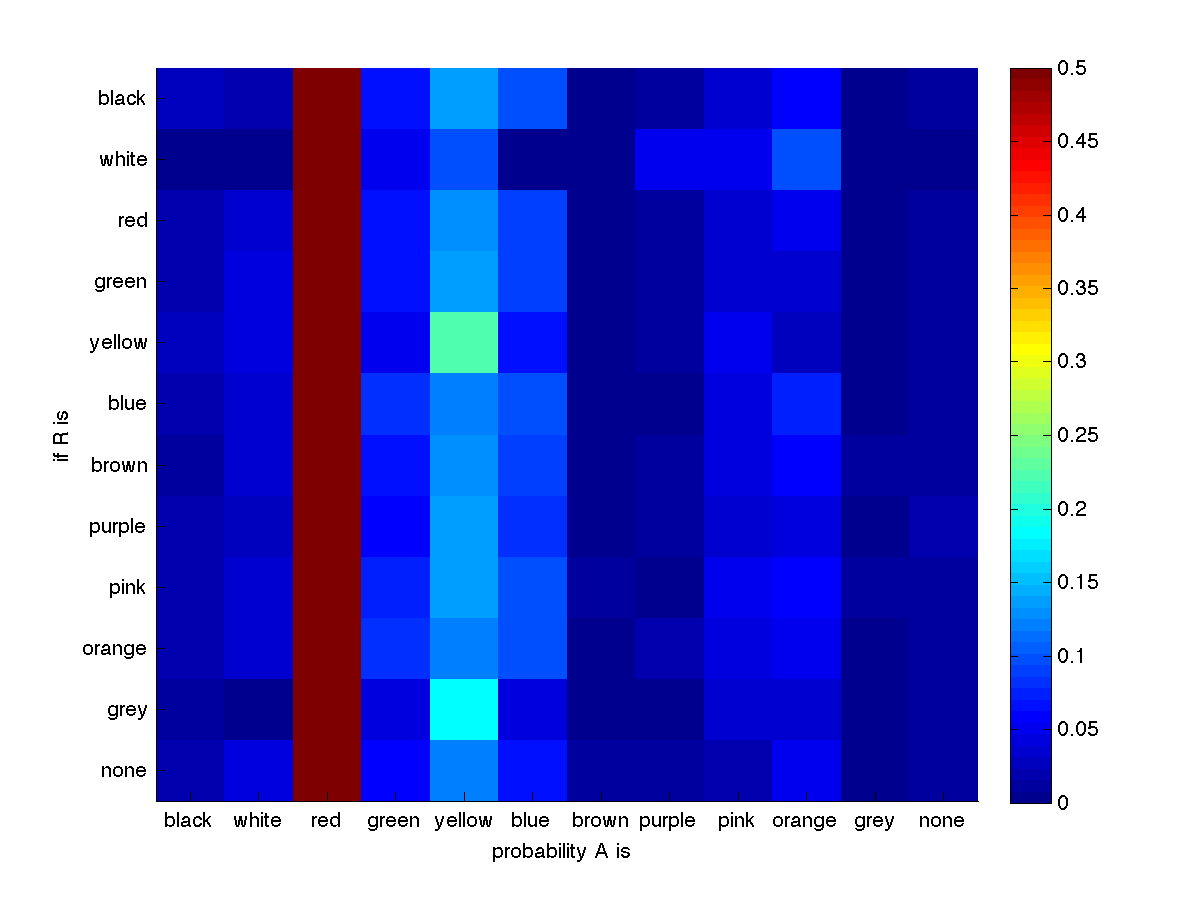 black
white
red
green
yellow
blue
brown
purple
pink
orange
grey
none
if R is
black white red green yellow blue brown purple pink orange grey none
probability A is
0.5
0.45
0.4
0.35
0.3
0.25
0.2
0.15
0.1
0.05
0